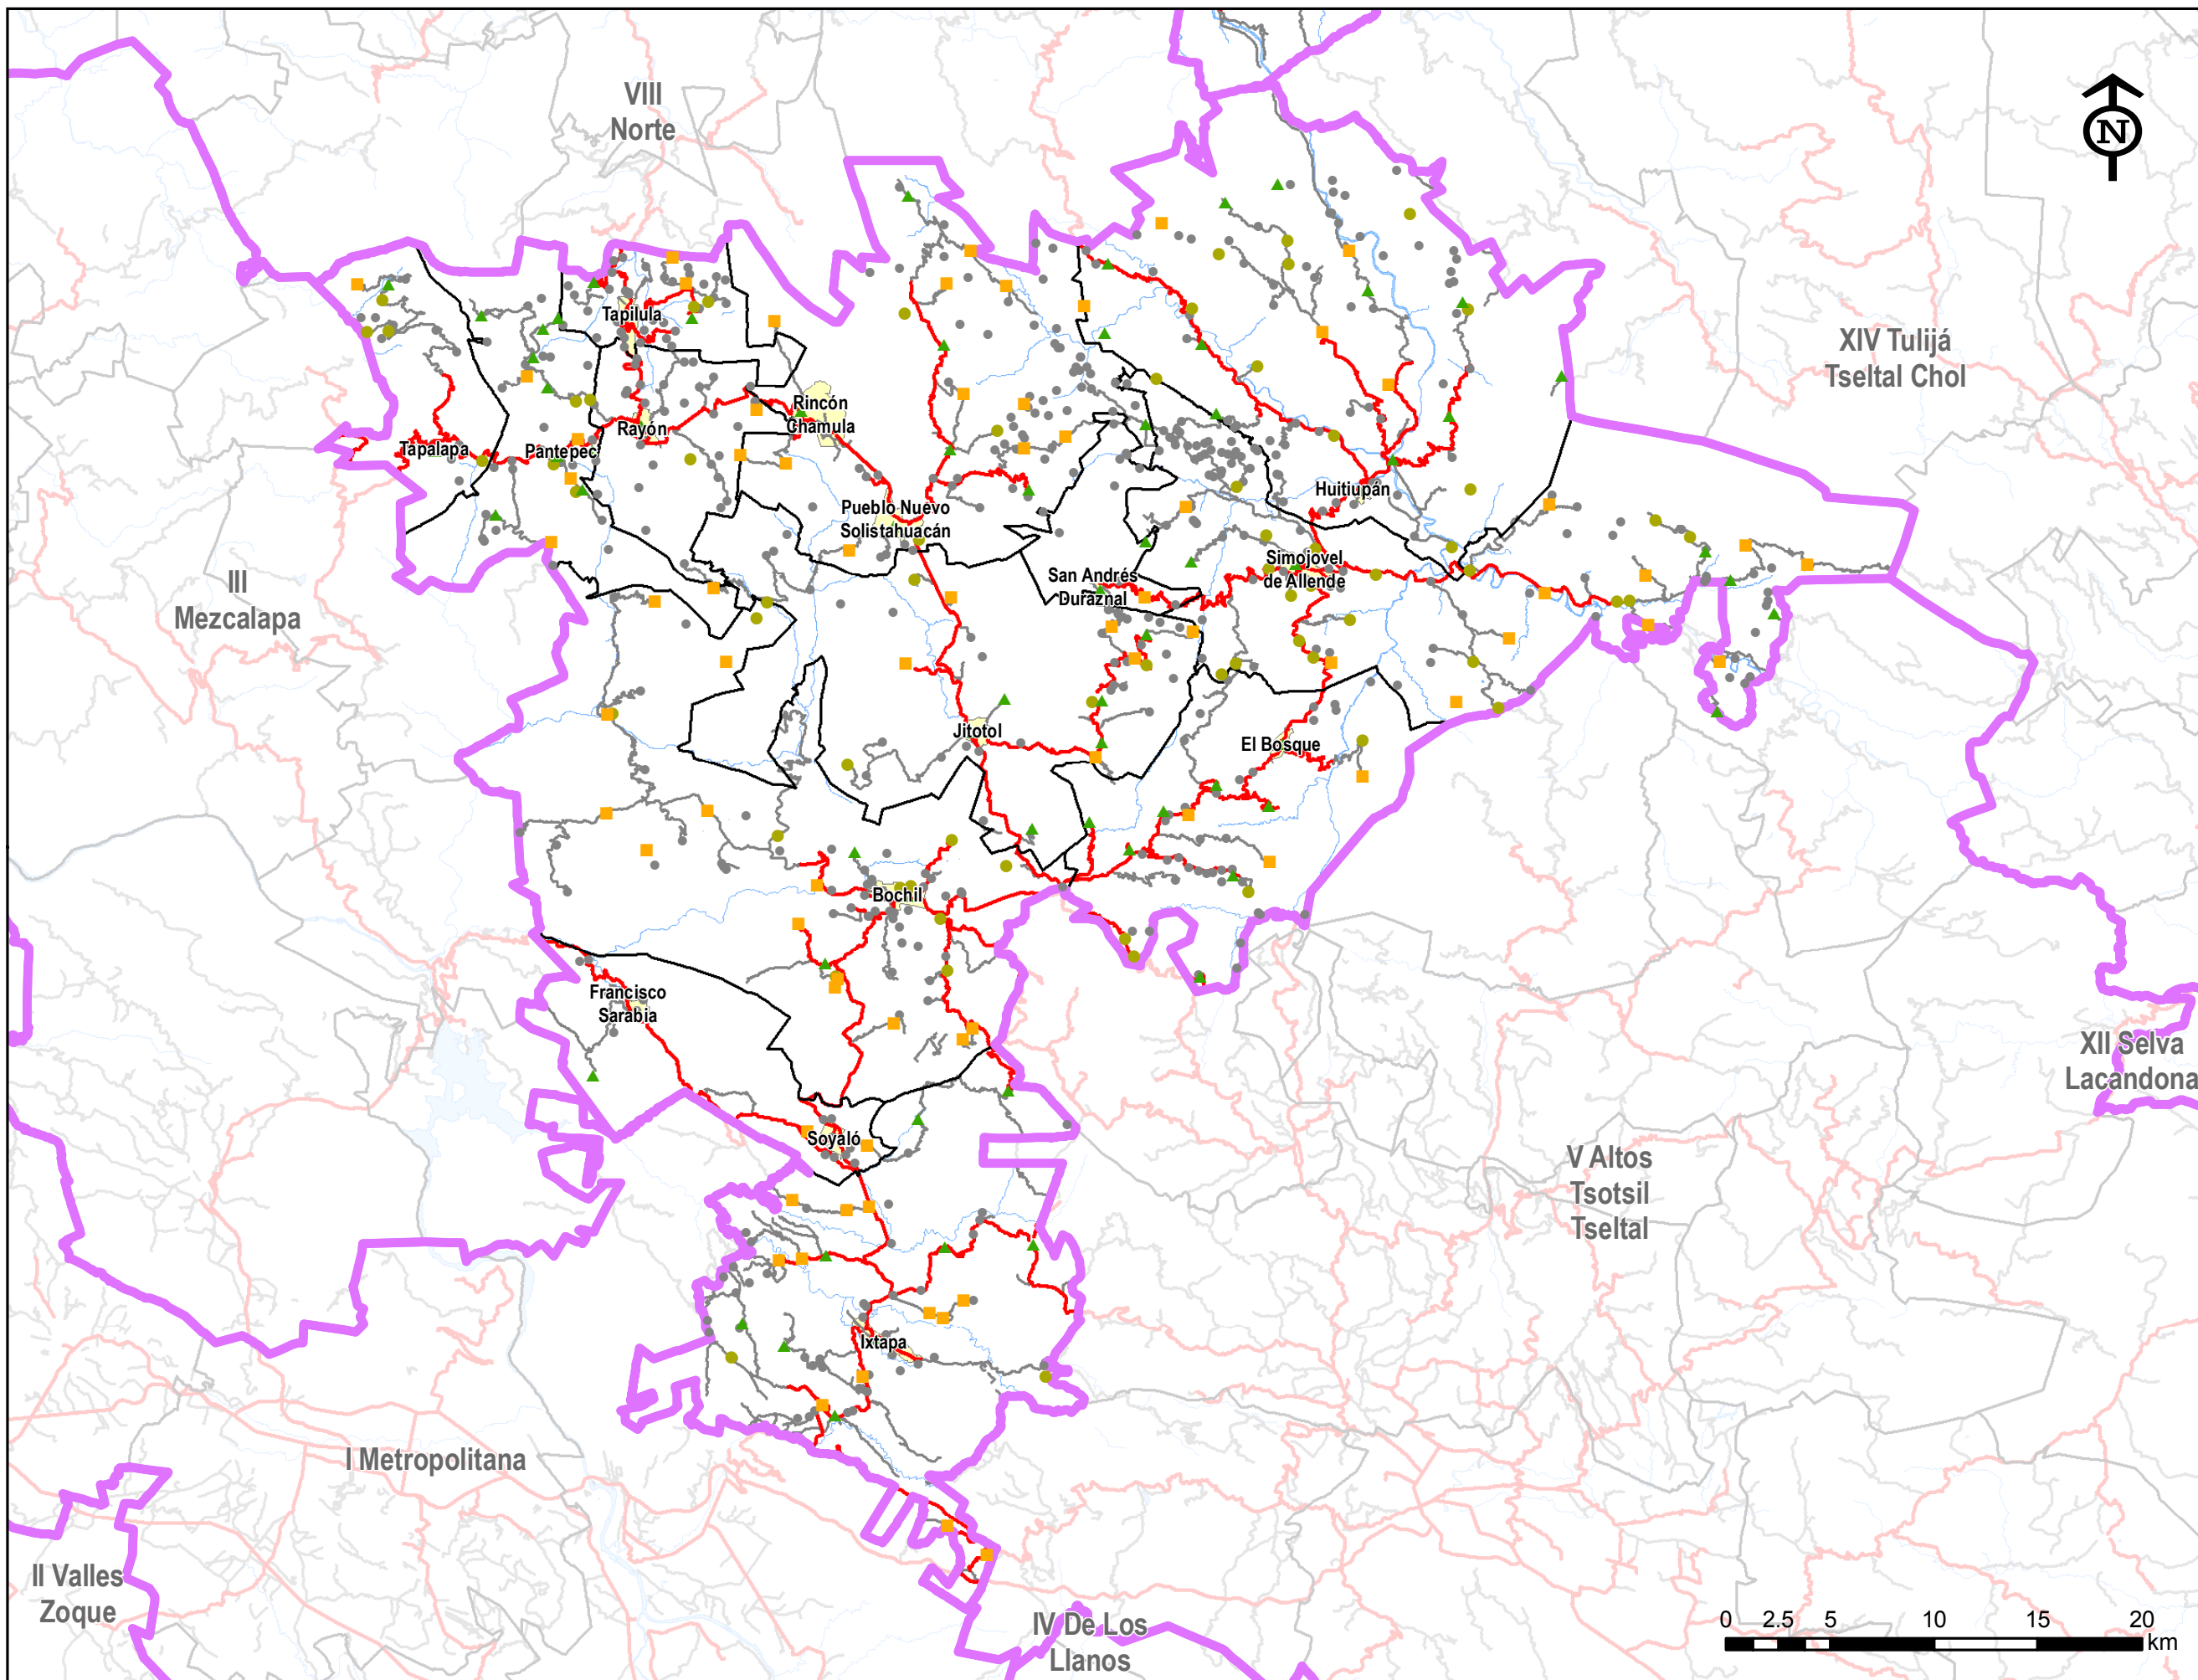 VIII
Norte
N
XIV Tulijá
Tseltal Chol
Tapilula
Rincón
Chamula
Rayón
Tapalapa
Pantepec
Huitiupán
Pueblo Nuevo
Solistahuacán
Simojovel
de Allende
San Andrés
Duraznal
III
Mezcalapa
Jitotol
El Bosque
Bochil
Francisco
Sarabia
XII Selva
Lacandona
Soyaló
V Altos
Tsotsil
Tseltal
Ixtapa
I Metropolitana
II Valles
Zoque
IV De Los
Llanos
0 2.5 5 10 15 20
km